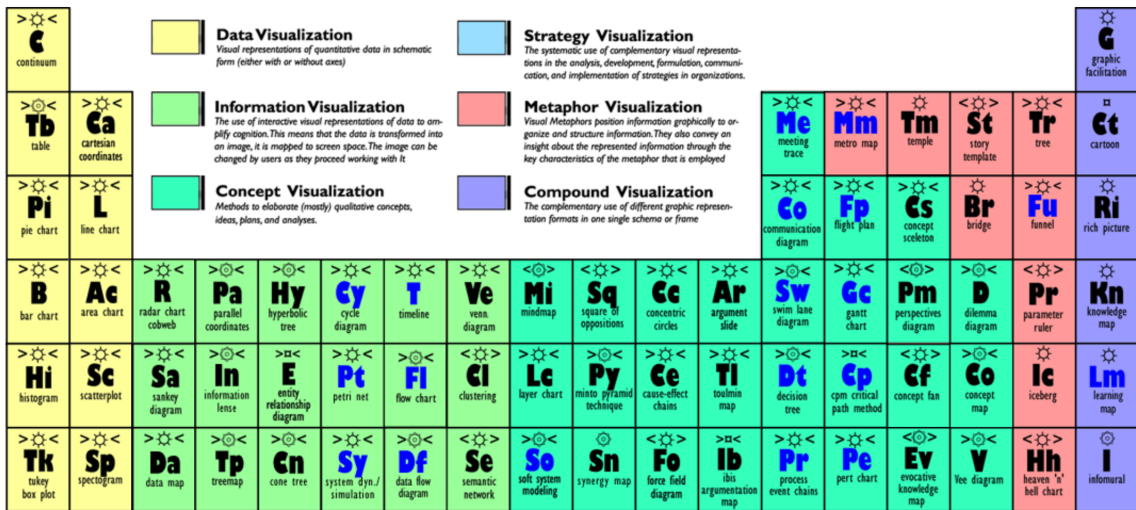 >☼<
C
continuum
Data Visualization
Visual representations of quantitative data in schematic
form (either with or without axes)
Strategy Visualization
The systematic use of complementary visual representa-
tions in the analysis, development, formulation, communi-
cation, and implementation of strategies in organizations.
☼
G
graphic
facilitation
Information Visualization
The use of interactive visual representations of data to am-
plify cognition. This means that the data is transformed into
an image, it is mapped to screen space. The image can be
changed by users as they proceed working with it
Metaphor Visualization
Visual Metaphors position information graphically to or-
ganize and structure information. They also convey an
insight about the represented information through the
key characteristics of the metaphor that is employed
Concept Visualization
Methods to elaborate (mostly) qualitative concepts,
ideas, plans, and analyses.
Compound Visualization
The complementary use of different graphic represen-
tation formats in one single schema or frame
Tb
table
Ca
cartesian
coordinates
Me
meeting
trace
Mm
metro map
Tm
temple
St
story
template
Tr
tree
Ct
cartoon
Pi
pie chart
L
line chart
Co
communication
diagram
Fp
flight plan
Cs
concept
sceleton
Br
bridge
Fu
funnel
Ri
rich picture
B
bar chart
Ac
area chart
R
radar chart
cobweb
Pa
parallel
coordinates
Hy
hyperbolic
tree
Cy
cycle
diagram
T
timeline
Ve
venn.
diagram
Mi
mindmap
Sq
square of
oppositions
Cc
concentric
circles
Ar
argument
slide
Sw
swim lane
diagram
Gc
gantt
chart
Pm
perspectives
diagram
D
dilemma
diagram
Pr
parameter
ruler
Kn
knowledge
map
Hi
histogram
Sc
scatterplot
Sa
sankey
diagram
In
information
lense
E
entity
relationship
diagram
Pt
petri net
Fl
flow chart
Cl
clustering
Lc
layer chart
Py
minto pyramid
technique
Ce
cause-effect
chains
Tl
toulmin
map
Dt
decision
tree
Cp
cpm critical
path method
Cf
concept fan
Co
concept
map
Ic
iceberg
Lm
learning
map
Tk
tukey
box plot
Sp
spectogram
Da
data map
Tp
treemap
Cn
cone tree
Sy
system dyn./
simulation
Df
data flow
diagram
Se
semantic
network
So
soft system
modeling
Sn
synergy map
Fo
force field
diagram
Ib
ibis
argumentation
map
Pr
process
event chains
Pe
pert chart
Ev
evocative
knowledge
map
V
Vee diagram
Hh
heaven 'n'
hell chart
I
infomural